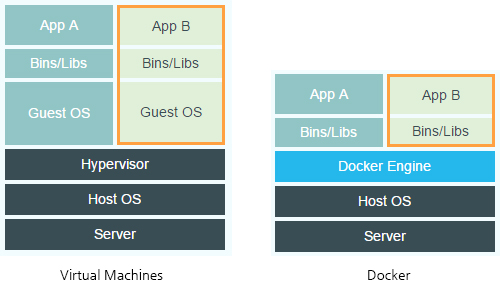 App A
App B
Bins/Libs
Bins/Libs
Guest OS
Guest OS
Hypervisor
Host OS
Server
Virtual Machines
App A
App B
Bins/Libs
Bins/Libs
Docker Engine
Host OS
Server
Docker